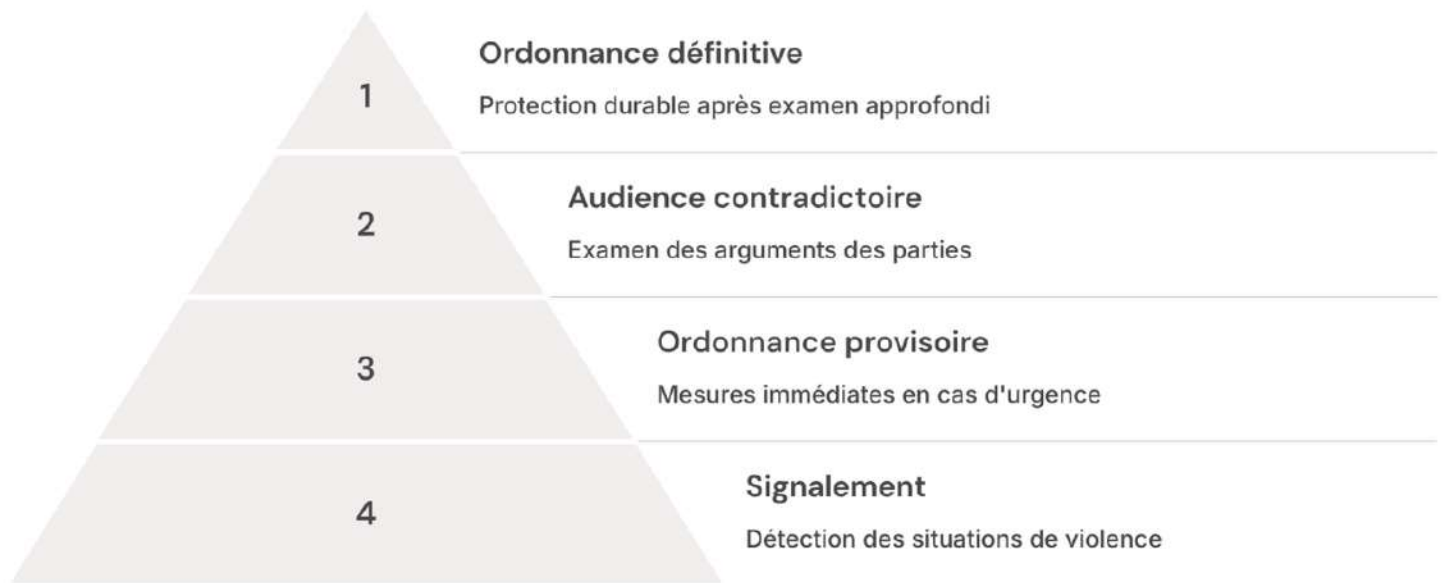 1
Ordonnance définitive
Protection durable après examen approfondi
2
Audience contradictoire
Examen des arguments des parties
3
Ordonnance provisoire
Mesures immédiates en cas d'urgence
4
Signalement
Détection des situations de violence